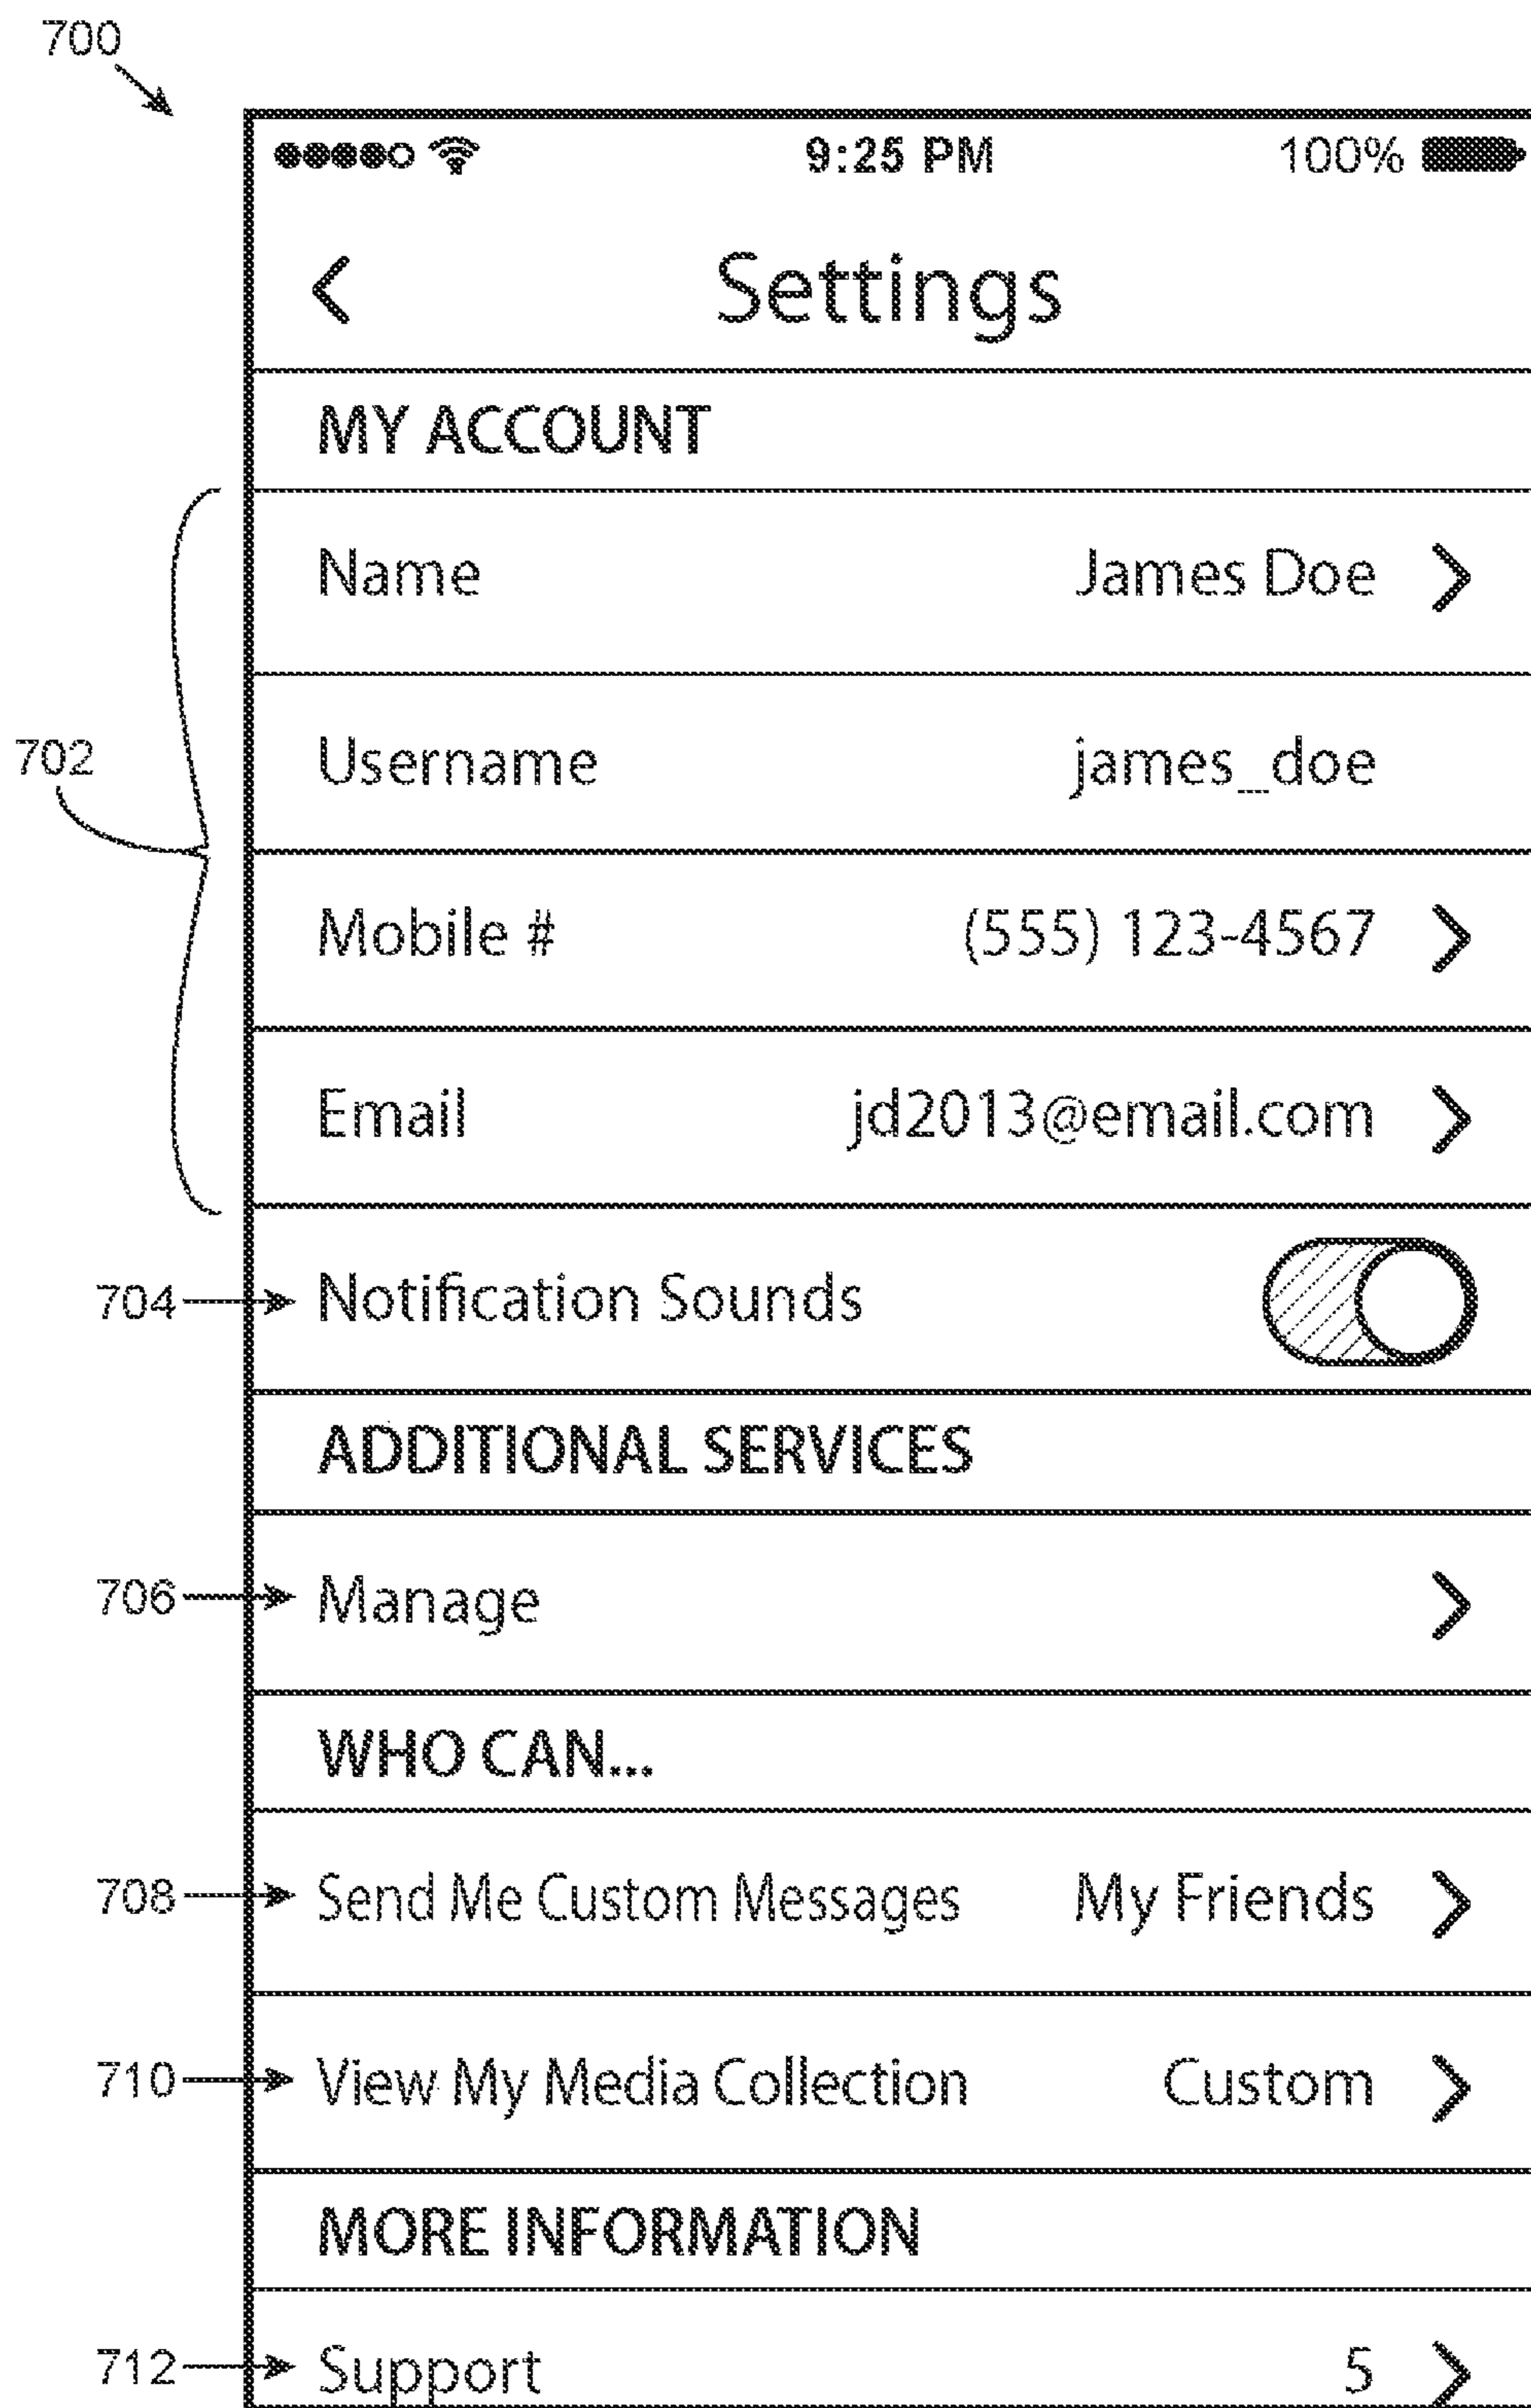 700
9:25 PM 100%
Settings
MY ACCOUNT
Name James Doe
702
Username james_doe
Mobile # (555) 123-4567
Email jd2013@email.com
704 Notification Sounds
ADDITIONAL SERVICES
706 Manage
WHO CAN...
708 Send Me Custom Messages My Friends
710 View My Media Collection Custom
MORE INFORMATION
712 Support 5